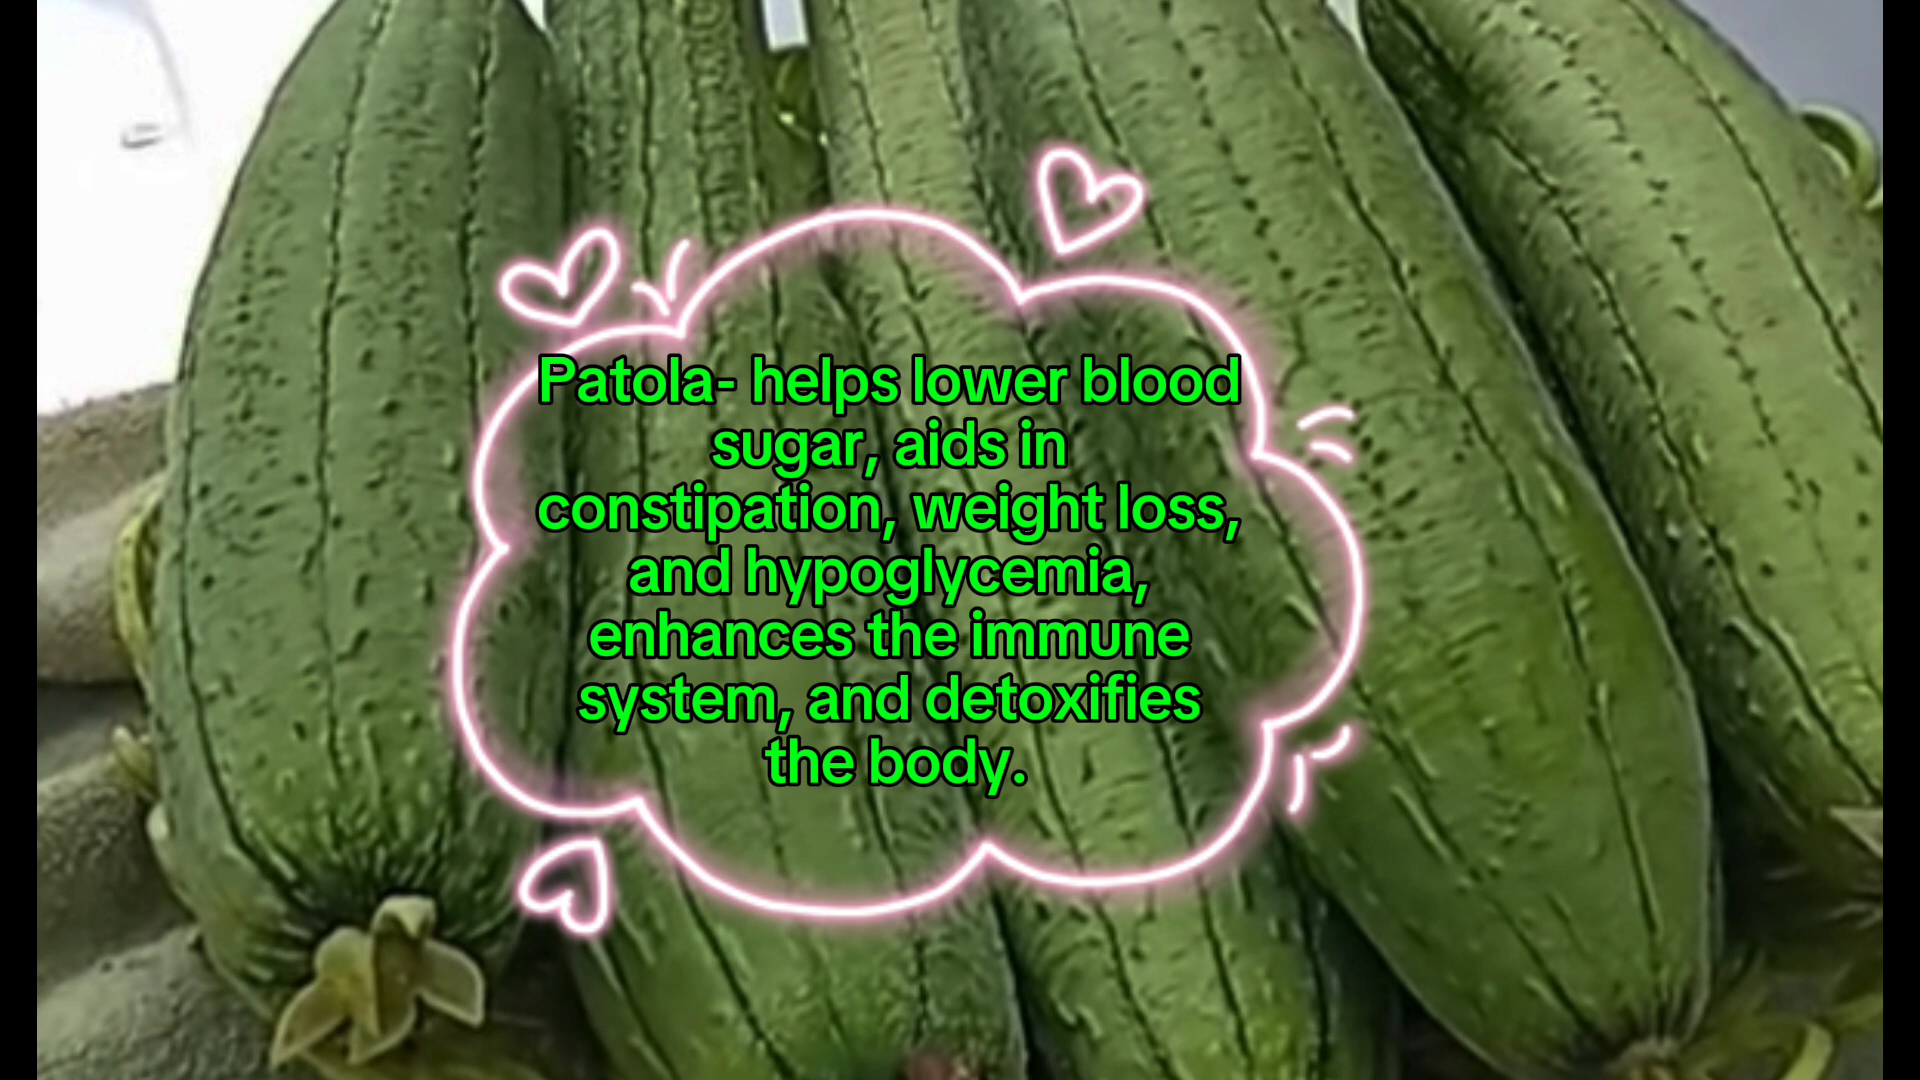 Patola- helps lower blood
sugar, aids in
constipation, weight loss,
and hypoglycemia,
enhances the immune
system, and detoxifies
the body.